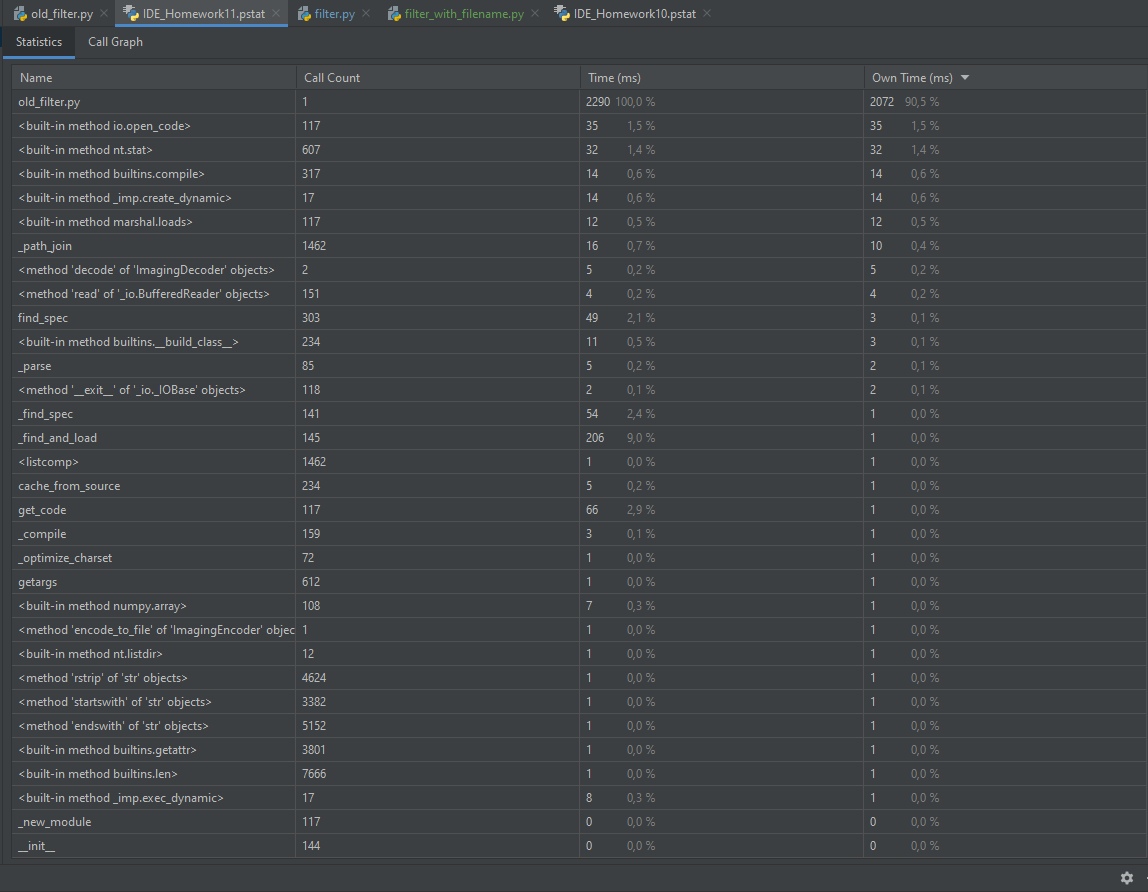 old_filter.py IDE_Homework11.pstat filter.py filter_with_filename.py IDE_Homework10.pstat
Statistics Call Graph
Name Call Count Time (ms) Own Time (ms)
old_filter.py 1 2290 100,0 % 2072 90,5 %
<built-in method io.open_code> 117 35 1,5 % 35 1,5 %
<built-in method nt.stat> 607 32 1,4 % 32 1,4 %
<built-in method builtins.compile> 317 14 0,6 % 14 0,6 %
<built-in method _imp.create_dynamic> 17 14 0,6 % 14 0,6 %
<built-in method marshal.loads> 117 12 0,5 % 12 0,5 %
_path_join 1462 16 0,7 % 10 0,4 %
<method 'decode' of 'ImagingDecoder' objects> 2 5 0,2 % 5 0,2 %
<method 'read' of '_io.BufferedReader' objects> 151 4 0,2 % 4 0,2 %
find_spec 303 49 2,1 % 3 0,1 %
<built-in method builtins.__build_class__> 234 11 0,5 % 3 0,1 %
_parse 85 5 0,2 % 2 0,1 %
<method '__exit__' of '_io._IOBase' objects> 118 2 0,1 % 2 0,1 %
_find_spec 141 54 2,4 % 1 0,0 %
_find_and_load 145 206 9,0 % 1 0,0 %
<listcomp> 1462 1 0,0 % 1 0,0 %
cache_from_source 234 5 0,2 % 1 0,0 %
get_code 117 66 2,9 % 1 0,0 %
_compile 159 3 0,1 % 1 0,0 %
_optimize_charset 72 1 0,0 % 1 0,0 %
getargs 612 1 0,0 % 1 0,0 %
<built-in method numpy.array> 108 7 0,3 % 1 0,0 %
<method 'encode_to_file' of 'ImagingEncoder' objec 1 1 0,0 % 1 0,0 %
<built-in method nt.listdir> 12 1 0,0 % 1 0,0 %
<method 'rstrip' of 'str' objects> 4624 1 0,0 % 1 0,0 %
<method 'startswith' of 'str' objects> 3382 1 0,0 % 1 0,0 %
<method 'endswith' of 'str' objects> 5152 1 0,0 % 1 0,0 %
<built-in method builtins.getattr> 3801 1 0,0 % 1 0,0 %
<built-in method builtins.len> 7666 1 0,0 % 1 0,0 %
<built-in method _imp.exec_dynamic> 17 8 0,3 % 1 0,0 %
_new_module 117 0 0,0 % 0 0,0 %
__init__ 144 0 0,0 % 0 0,0 %